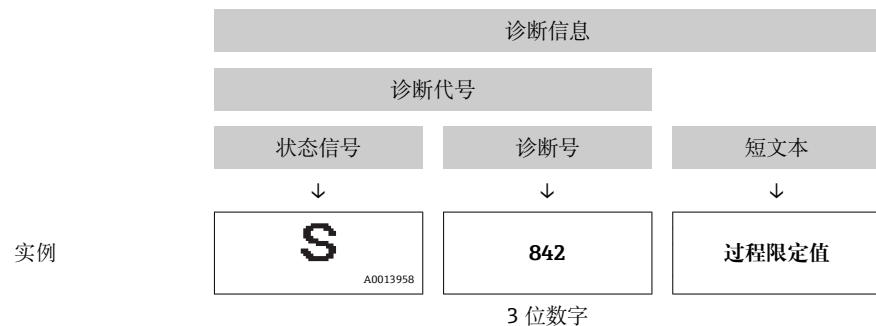 诊断信息
诊断代号
状态信号 诊断号 短文本
↓ ↓ ↓
实例 S 842 过程限定值
A0013958
3 位数字